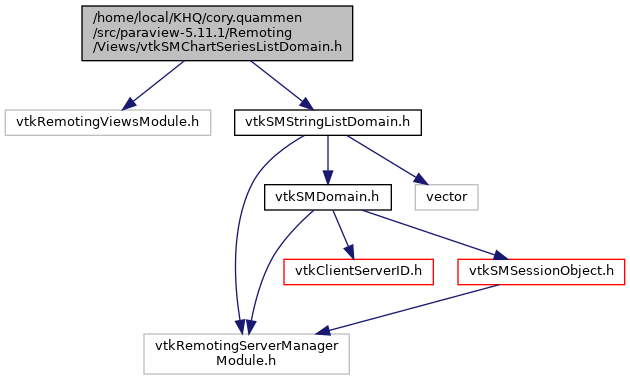 /home/local/KHQ/cory.quammen
/src/paraview-5.11.1/Remoting
/Views/vtkSMChartSeriesListDomain.h
vtkRemotingViewsModule.h
vtkSMStringListDomain.h
vtkSMDomain.h
vector
vtkClientServerID.h
vtkSMSessionObject.h
vtkRemotingServerManager
Module.h